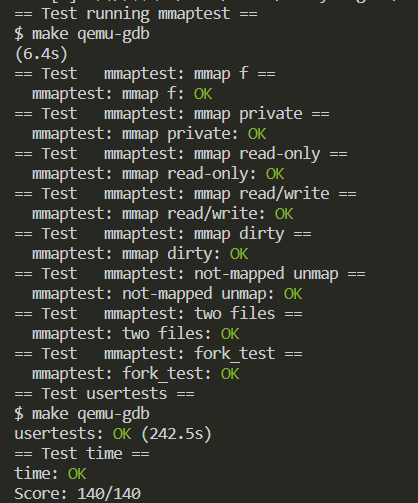 == Test running mmaptest ==
$ make qemu-gdb
(6.4s)
== Test   mmaptest: mmap f ==
  mmaptest: mmap f: OK
== Test   mmaptest: mmap private ==
  mmaptest: mmap private: OK
== Test   mmaptest: mmap read-only ==
  mmaptest: mmap read-only: OK
== Test   mmaptest: mmap read/write ==
  mmaptest: mmap read/write: OK
== Test   mmaptest: mmap dirty ==
  mmaptest: mmap dirty: OK
== Test   mmaptest: not-mapped unmap ==
  mmaptest: not-mapped unmap: OK
== Test   mmaptest: two files ==
  mmaptest: two files: OK
== Test   mmaptest: fork_test ==
  mmaptest: fork_test: OK
== Test usertests ==
$ make qemu-gdb
usertests: OK (242.5s)
== Test time ==
time: OK
Score: 140/140